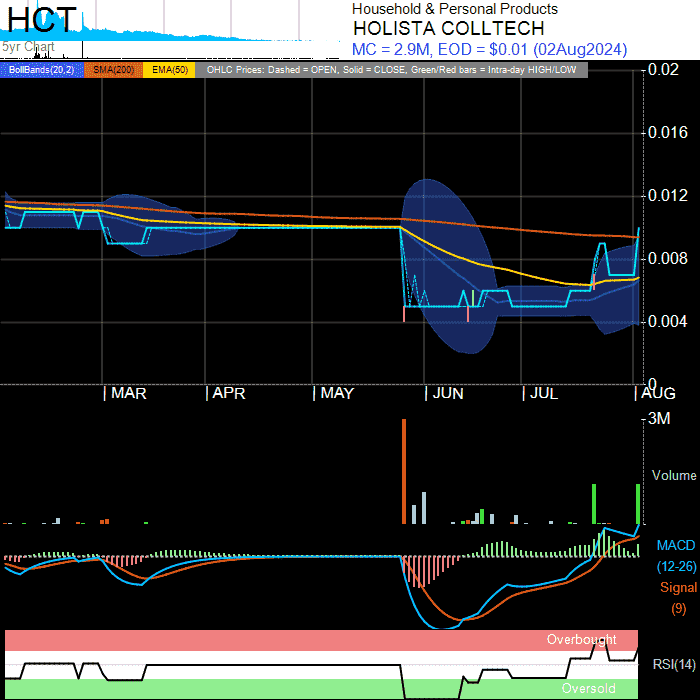 HCT
5yr Chart
Household & Personal Products
HOLISTA COLLTECH
MC = 2.9M, EOD = $0.01 (02Aug2024)
BollBands(20,2) SMA(200) EMA(50) OHLC Prices: Dashed = OPEN, Solid = CLOSE, Green/Red bars = Intra-day HIGH/LOW
0.02
0.016
0.012
0.008
0.004
0
MAR APR MAY JUN JUL AUG
3M
Volume
MACD
(12-26)
Signal
(9)
Overbought
RSI(14)
Oversold